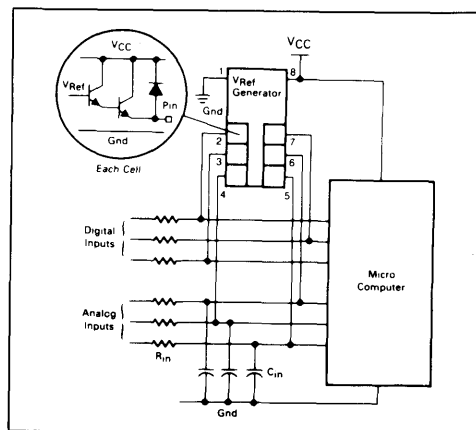 VCC
VRef
Pin
Gnd
Each Cell
VCC
1
VRef
Generator
8
Gnd
2
3
4
7
6
5
Digital
Inputs
Analog
Inputs
Rin
Cin
Gnd
Micro
Computer